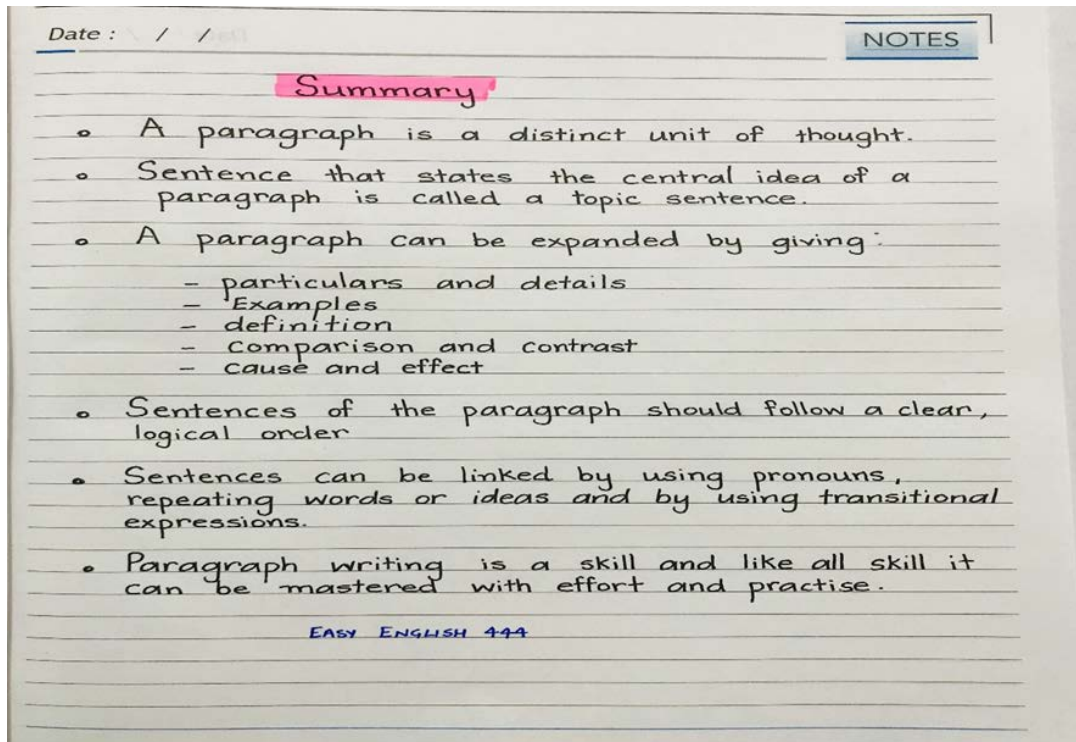 Date : / /
NOTES
Summary
• A paragraph is a distinct unit of thought.
• Sentence that states the central idea of a
paragraph is called a topic sentence.
• A paragraph can be expanded by giving:
- particulars and details
- Examples
- definition
- comparison and contrast
- cause and effect
• Sentences of the paragraph should follow a clear,
logical order
• Sentences can be linked by using pronouns,
repeating words or ideas and by using transitional
expressions.
• Paragraph writing is a skill and like all skill it
can be mastered with effort and practise.
EASY ENGLISH 444